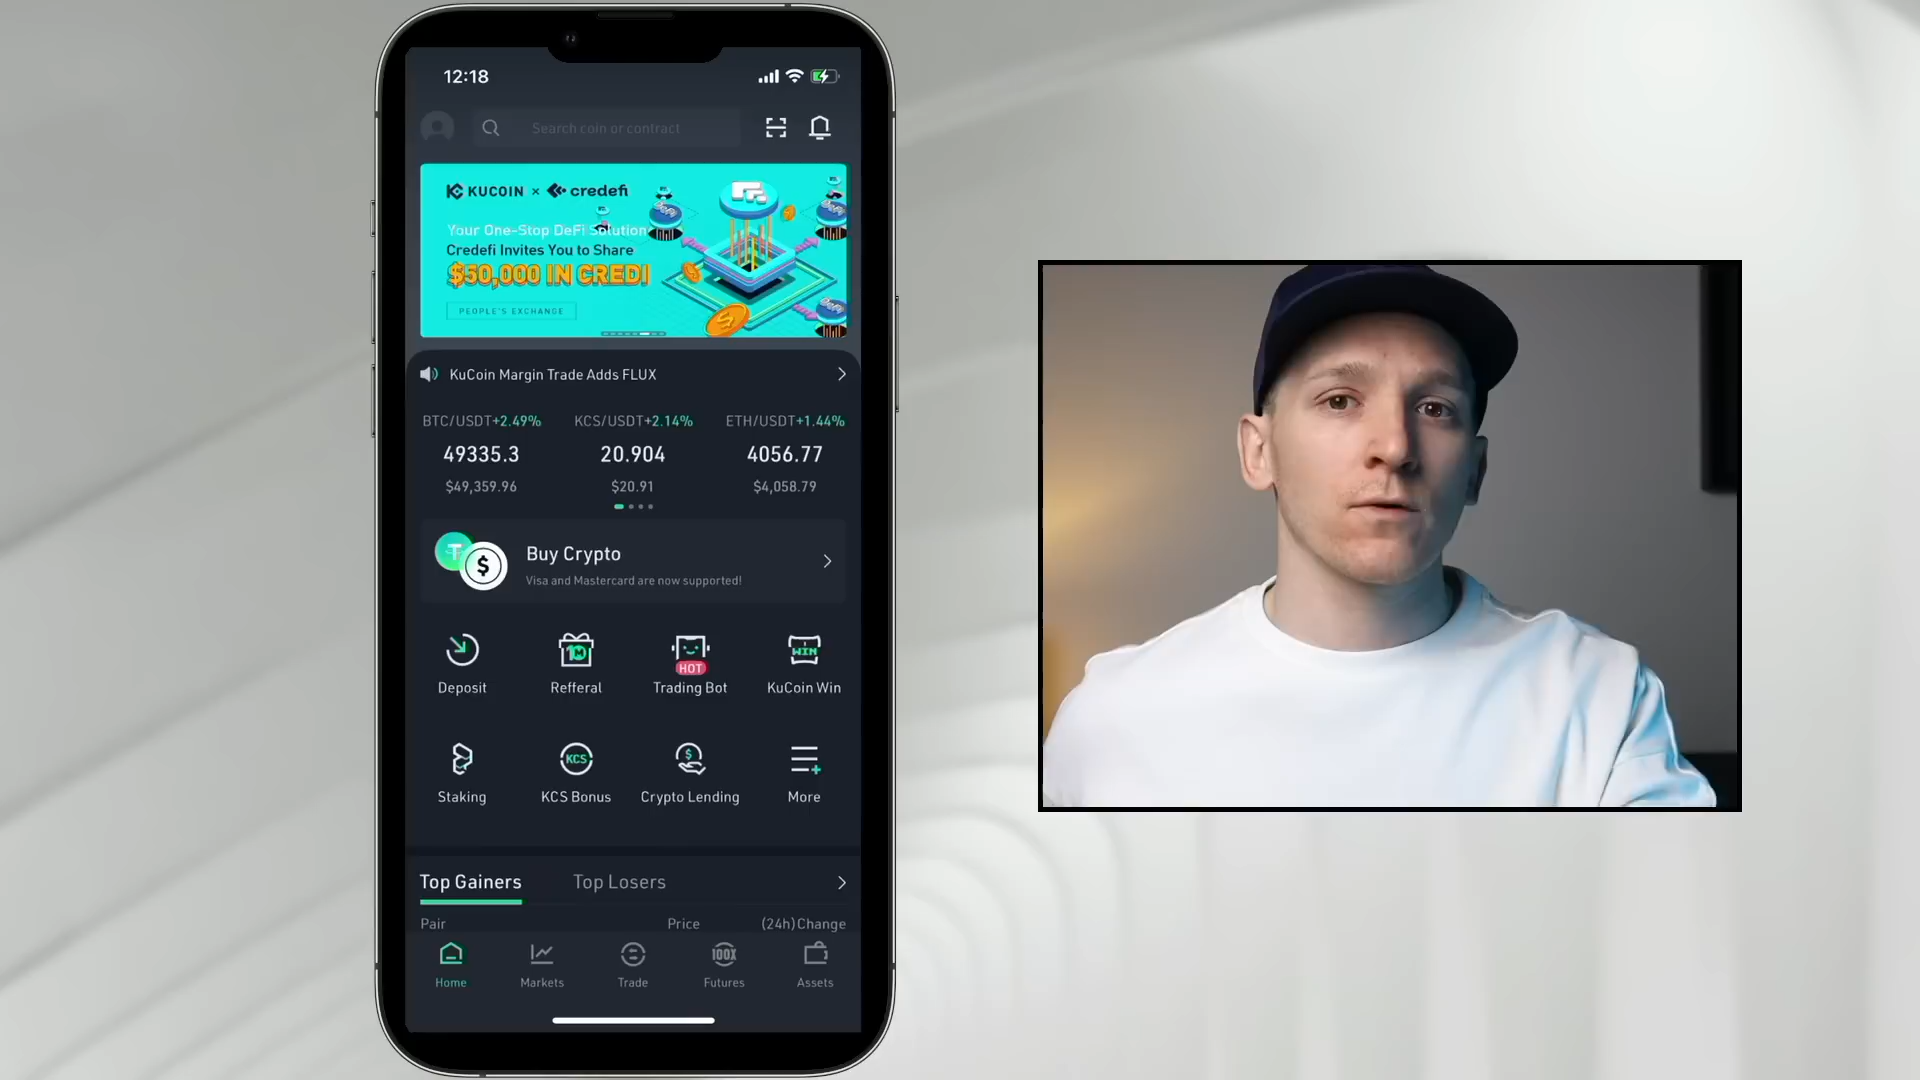 12:18
Search coin or contract
KUCOIN × credefi
Your One-Stop DeFi Solution
Credefi Invites You to Share
$50,000 IN CREDI
PEOPLE'S EXCHANGE
KuCoin Margin Trade Adds FLUX
BTC/USDT+2.49% KCS/USDT+2.14% ETH/USDT+1.44%
49335.3 20.904 4056.77
$49,359.96 $20.91 $4,058.79
Buy Crypto
Visa and Mastercard are now supported!
HOT
WIN
Deposit Refferal Trading Bot KuCoin Win
KCS
Staking KCS Bonus Crypto Lending More
Top Gainers Top Losers
Pair Price (24h)Change
100X
Home Markets Trade Futures Assets